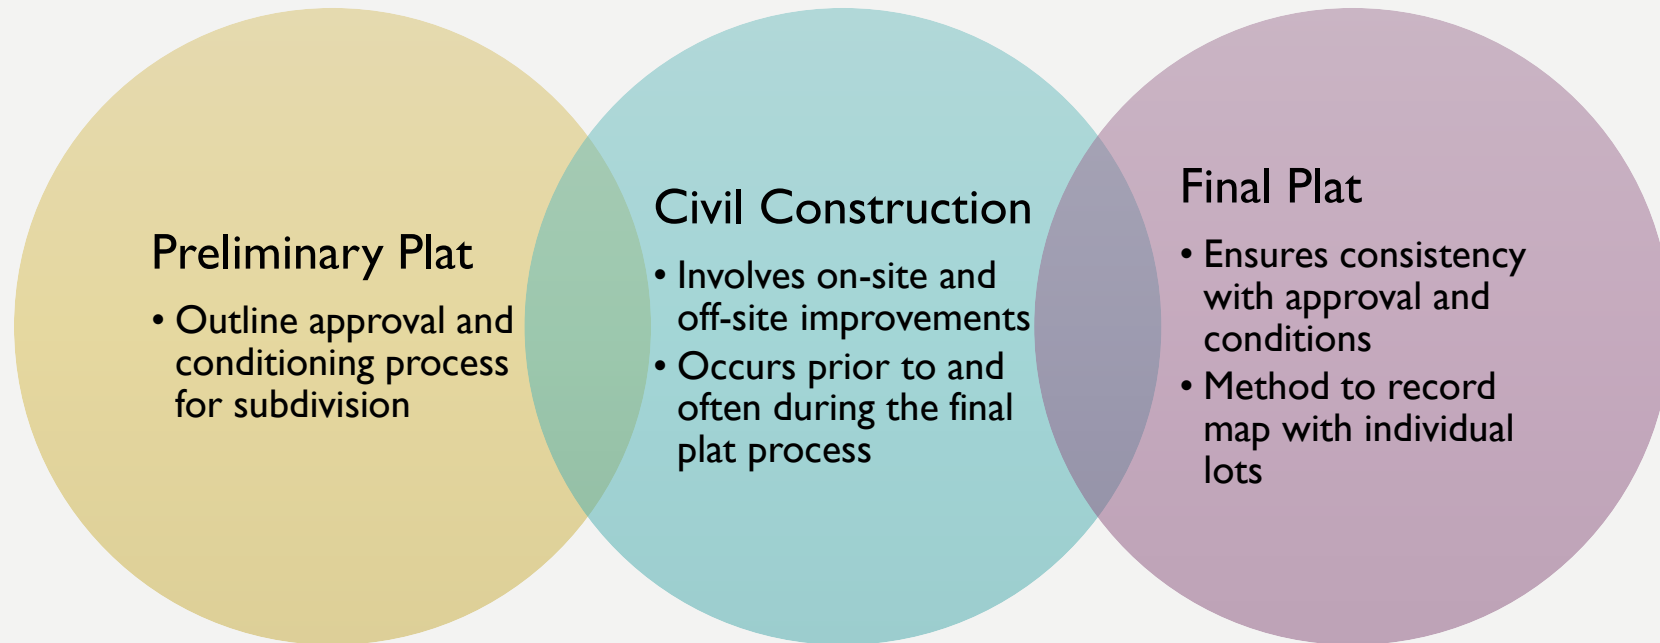 Preliminary Plat
• Outline approval and
conditioning process
for subdivision
Civil Construction
• Involves on-site and
off-site improvements
• Occurs prior to and
often during the final
plat process
Final Plat
• Ensures consistency
with approval and
conditions
• Method to record
map with individual
lots